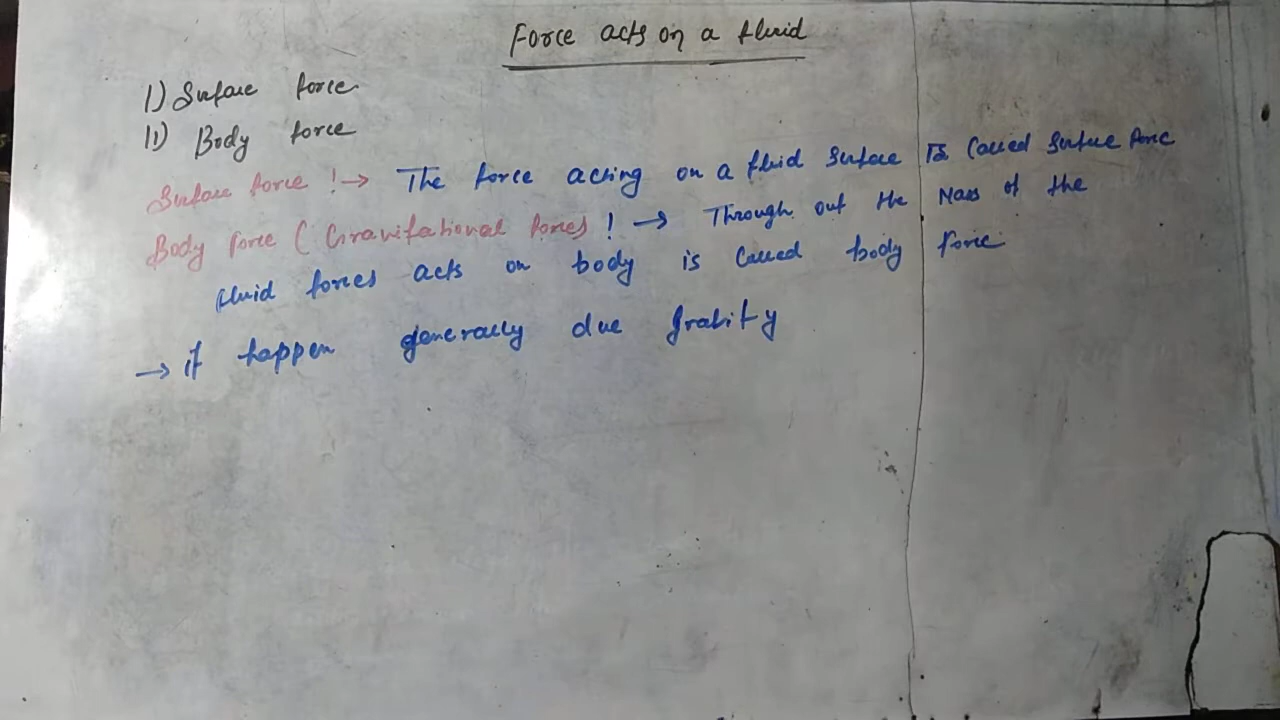 Force acts on a fluid
I) Surface force
II) Body force
Surface force :→ The force acting on a fluid surface is called surface force
Body force (Gravitational forces) :→ Through out the Mass of the
fluid forces acts on body is called body force
→ it happen generally due gravity